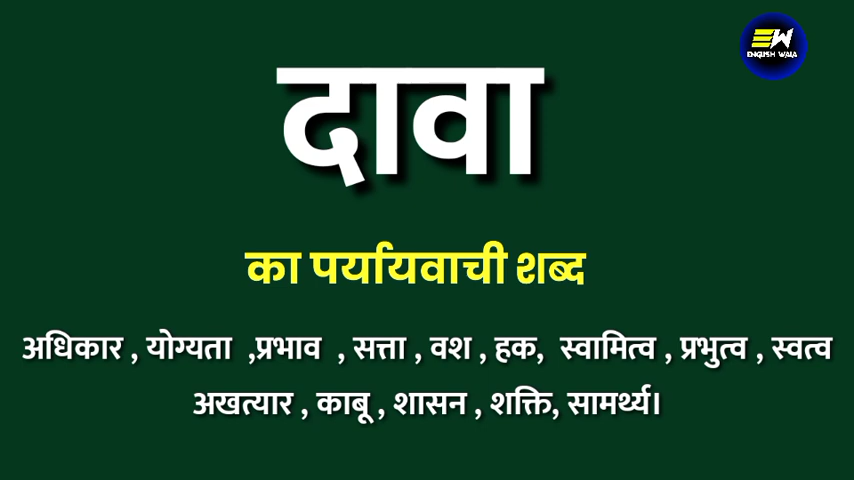 EW
ENGLISH WALA
दावा
का पर्यायवाची शब्द
अधिकार , योग्यता ,प्रभाव , सत्ता , वश , हक, स्वामित्व , प्रभुत्व , स्वत्व
अखत्यार , काबू , शासन , शक्ति, सामर्थ्य।